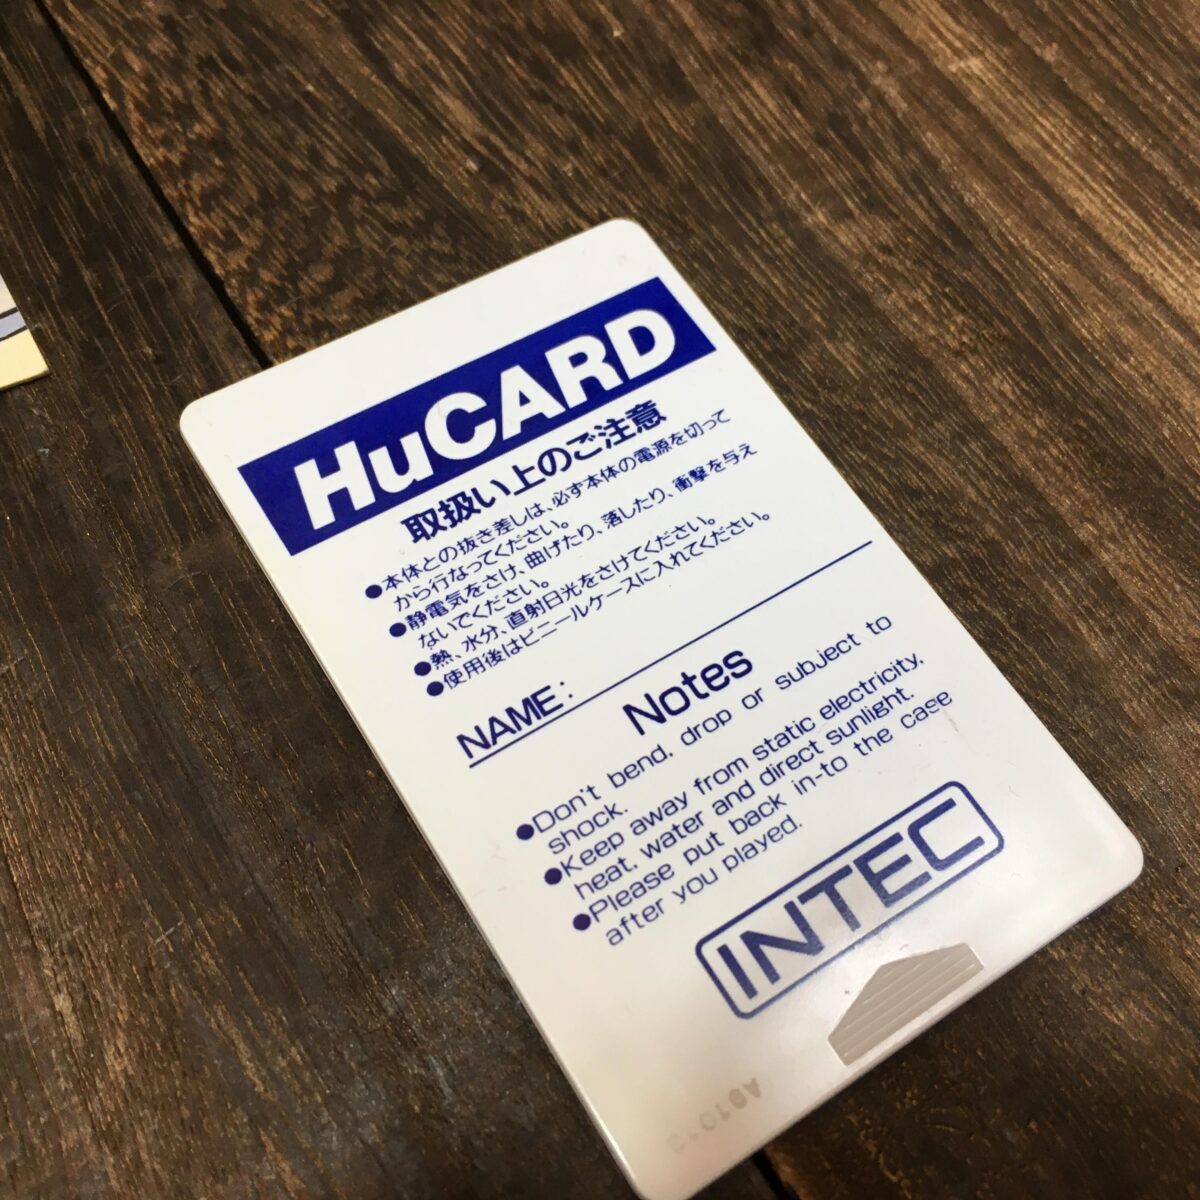 HuCARD
取扱い上のご注意
●本体との抜き差しは、必ず本体の電源を切って
から行なってください。
●静電気をさけ、曲げたり、落したり、衝撃を与え
ないでください。
●熱、水分、直射日光をさけてください。
●使用後はビニールケースに入れてください。
NAME:
Notes
●Don't bend, drop or subject to
shock.
●Keep away from static electricity,
heat, water and direct sunlight.
●Please put back in-to the case
after you played.
INTEC